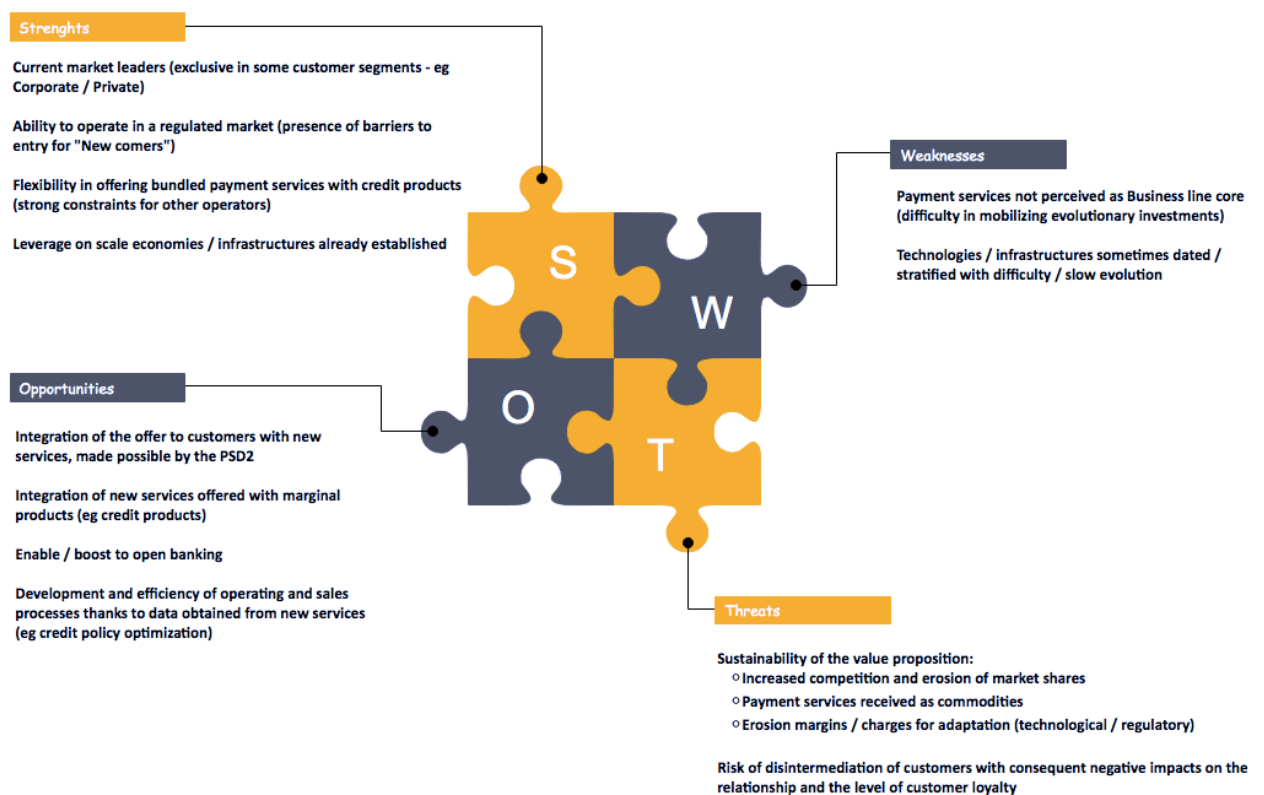 Strenghts
Current market leaders (exclusive in some customer segments - eg
Corporate / Private)
Ability to operate in a regulated market (presence of barriers to
entry for "New comers")
Flexibility in offering bundled payment services with credit products
(strong constraints for other operators)
Leverage on scale economies / infrastructures already established
Weaknesses
Payment services not perceived as Business line core
(difficulty in mobilizing evolutionary investments)
Technologies / infrastructures sometimes dated /
stratified with difficulty / slow evolution
S
W
O
T
Opportunities
Integration of the offer to customers with new
services, made possible by the PSD2
Integration of new services offered with marginal
products (eg credit products)
Enable / boost to open banking
Development and efficiency of operating and sales
processes thanks to data obtained from new services
(eg credit policy optimization)
Threats
Sustainability of the value proposition:
Increased competition and erosion of market shares
Payment services received as commodities
Erosion margins / charges for adaptation (technological / regulatory)
Risk of disintermediation of customers with consequent negative impacts on the
relationship and the level of customer loyalty